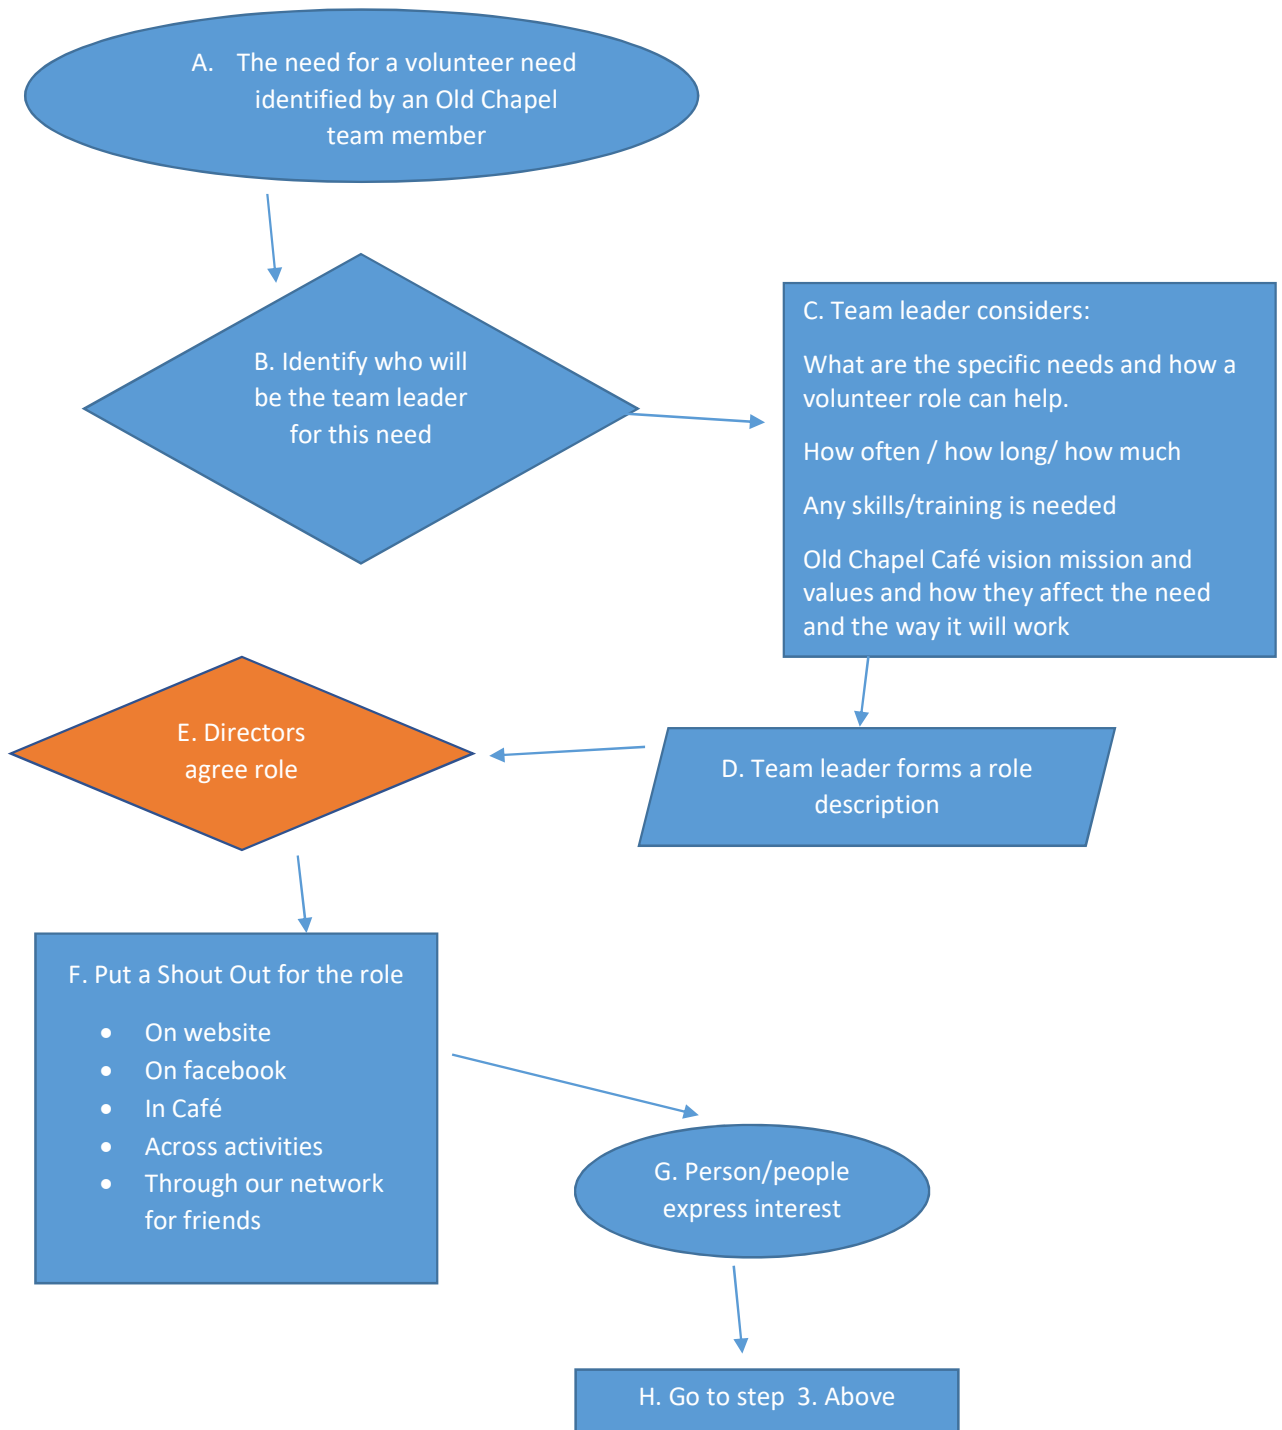 A. The need for a volunteer need
identified by an Old Chapel
team member
B. Identify who will
be the team leader
for this need
C. Team leader considers:
What are the specific needs and how a
volunteer role can help.
How often / how long/ how much
Any skills/training is needed
Old Chapel Café vision mission and
values and how they affect the need
and the way it will work
D. Team leader forms a role
description
E. Directors
agree role
F. Put a Shout Out for the role
• On website
• On facebook
• In Café
• Across activities
• Through our network
for friends
G. Person/people
express interest
H. Go to step  3. Above